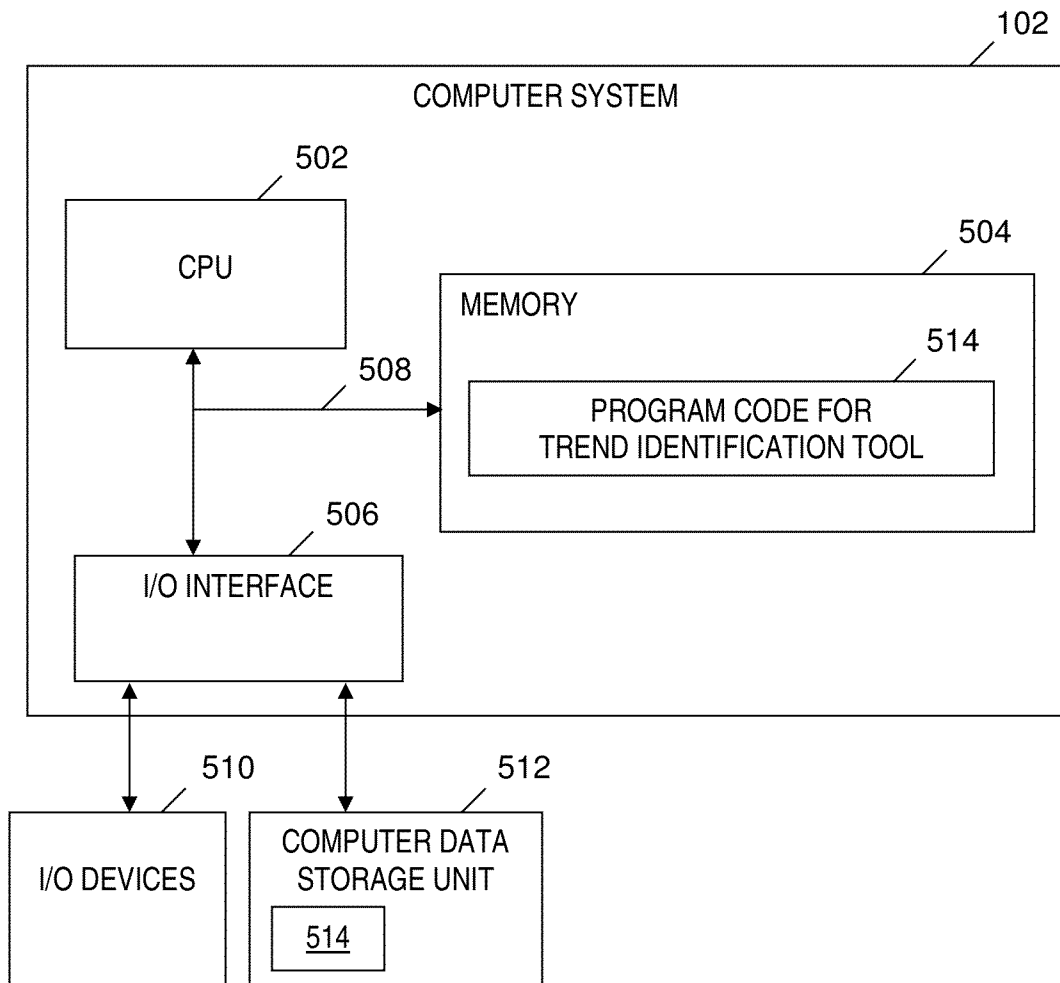 102
COMPUTER SYSTEM
502
CPU
504
MEMORY
514
508
PROGRAM CODE FOR
TREND IDENTIFICATION TOOL
506
I/O INTERFACE
510
512
I/O DEVICES
COMPUTER DATA
STORAGE UNIT
514